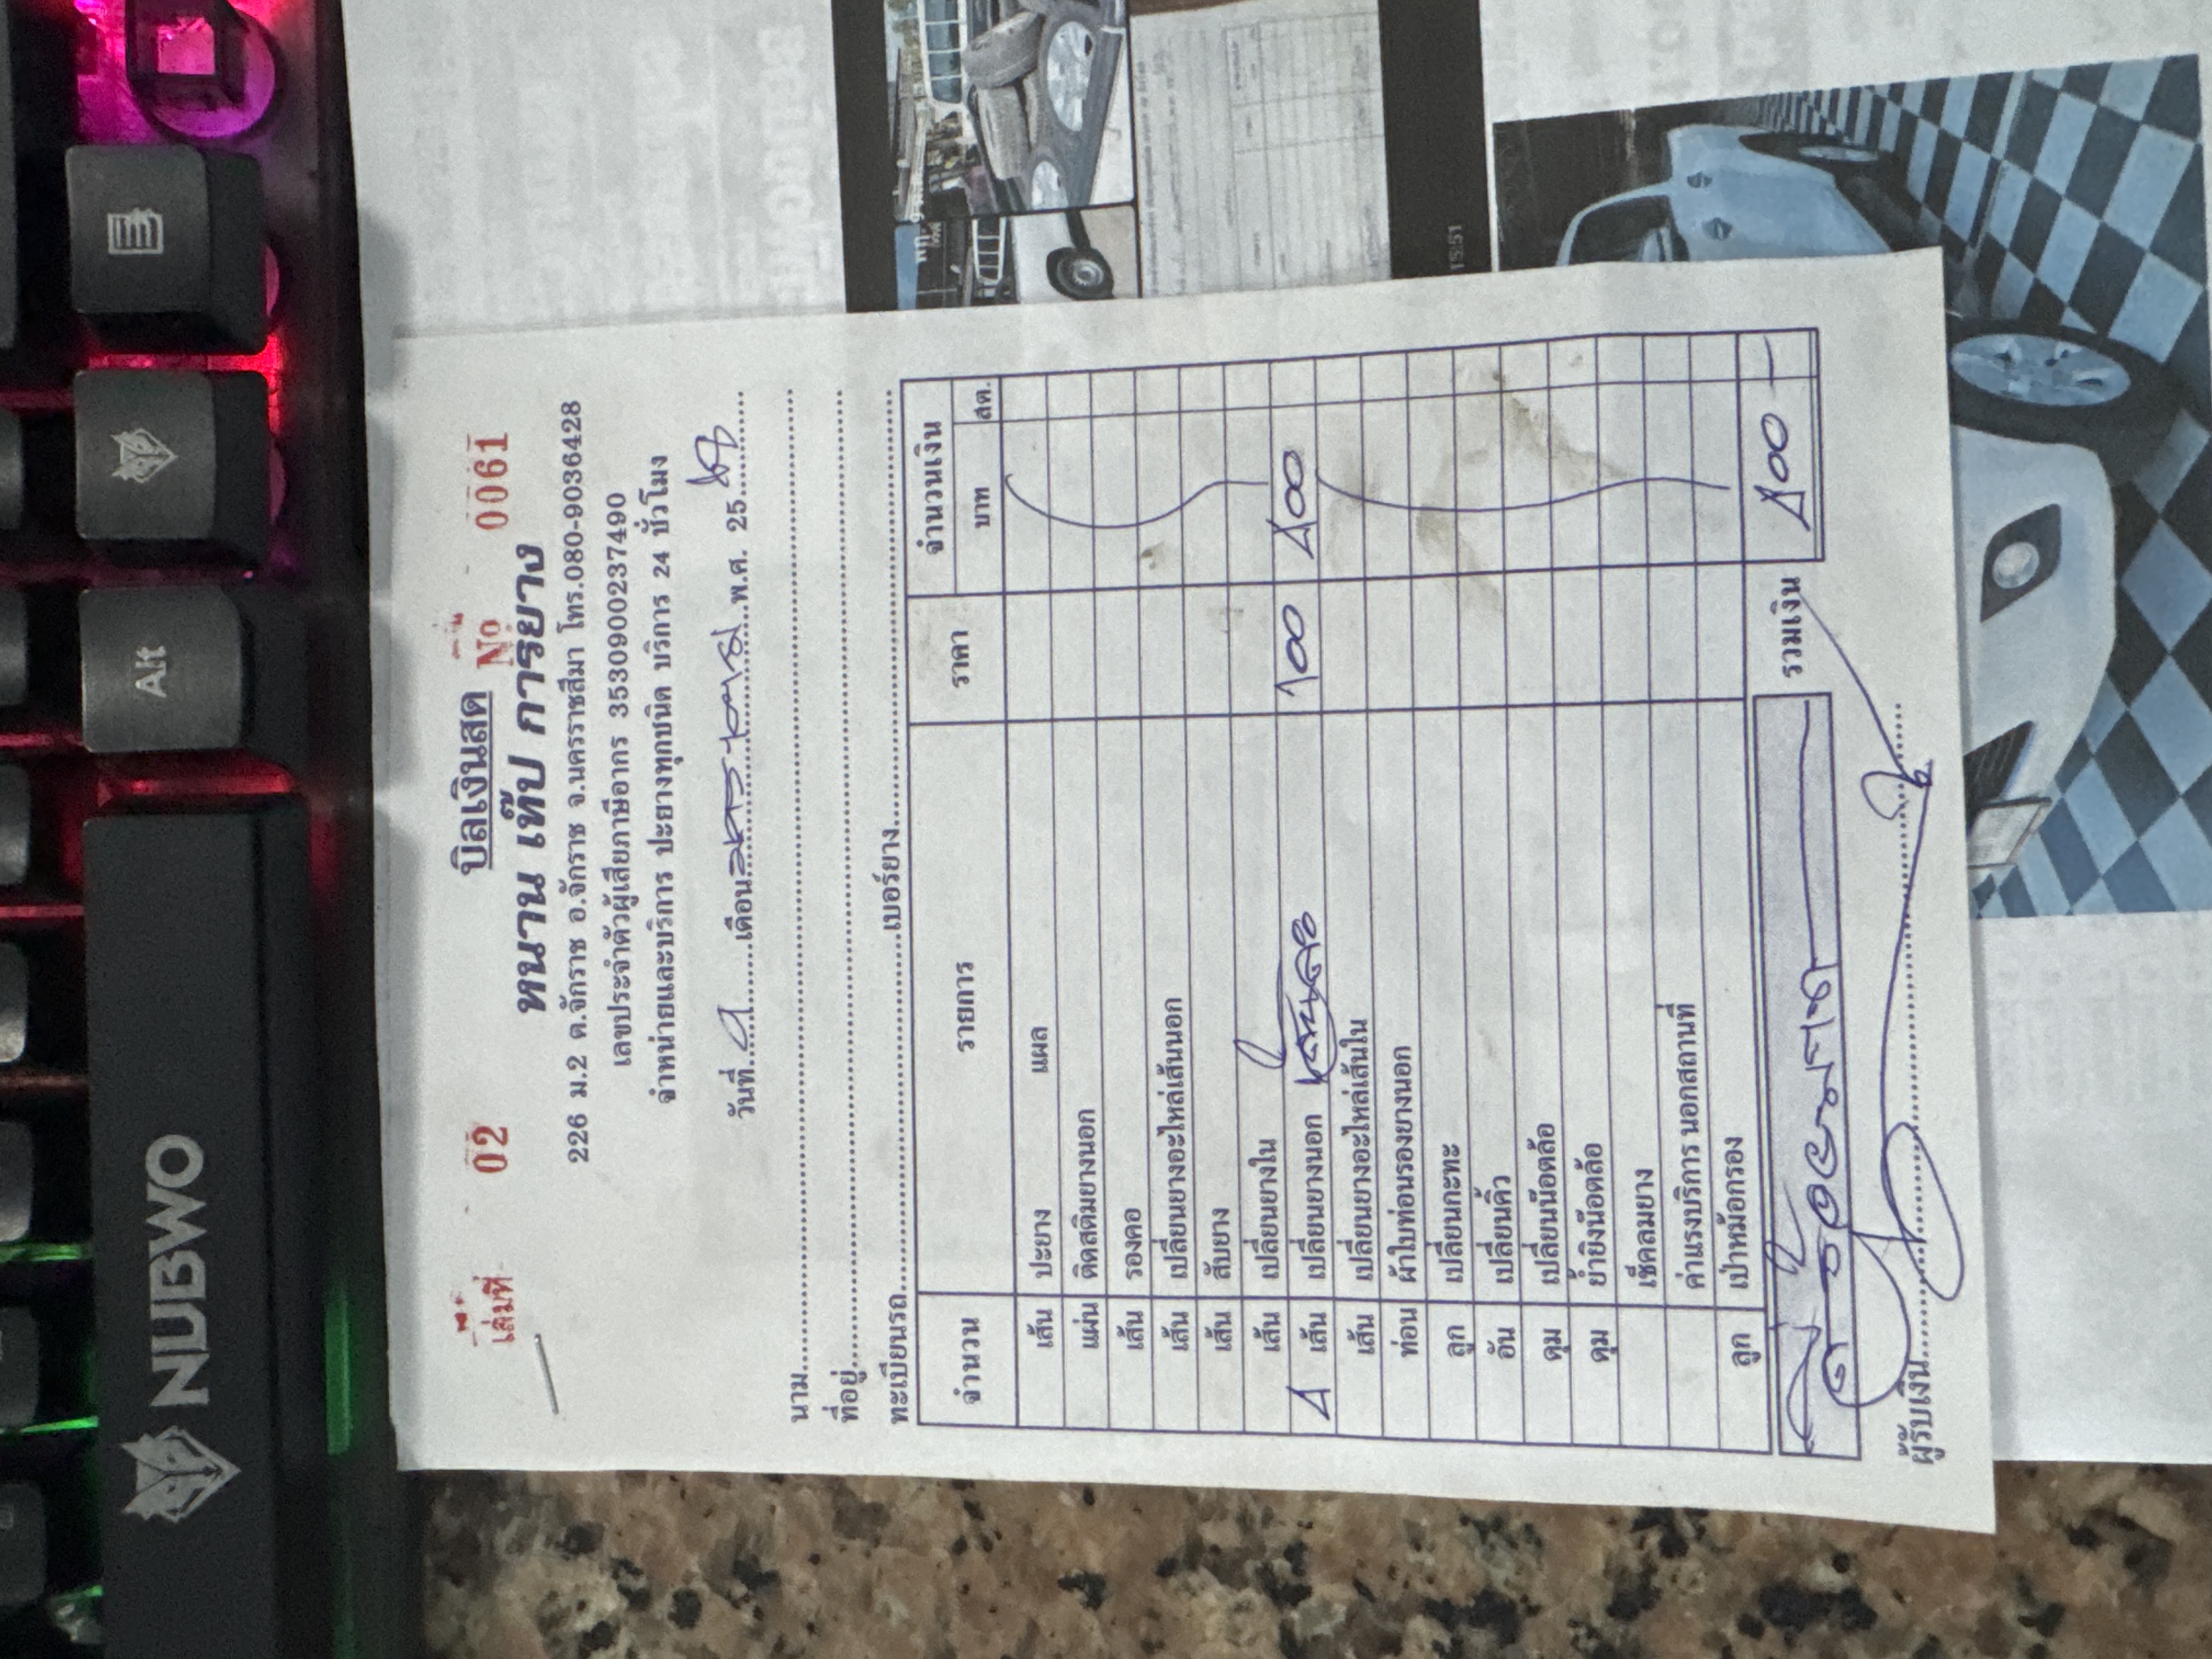 บิลเงินสด
เล่มที่ 02 No 0061
หนาน เท็ป การยาง
226 ม.2 ต.จักราช อ.จักราช จ.นครราชสีมา โทร.080-9036428
เลขประจำตัวผู้เสียภาษีอากร 3530900237490
จำหน่ายและบริการ ปะยางทุกชนิด บริการ 24 ชั่วโมง
วันที่ เดือน พ.ศ. 25
นาม
ที่อยู่
ทะเบียนรถ เบอร์ยาง
จำนวน รายการ ราคา จำนวนเงิน
บาท สต.
เส้น ปะยาง แผล
แผ่น ติดสติมยางนอก
เส้น รองคอ
เส้น เปลี่ยนยางอะไหล่เส้นนอก
เส้น สับยาง
เส้น เปลี่ยนยางใน
4 เส้น เปลี่ยนยางนอก 100 400
เส้น เปลี่ยนยางอะไหล่เส้นใน
ท่อน ผ้าใบท่อนรองยางนอก
ลูก เปลี่ยนกะทะ
อัน เปลี่ยนคิว
ตุม เปลี่ยนน็อตล้อ
ตุม ย้ำยิงน็อตล้อ
เช็คลมยาง
ค่าแรงบริการ นอกสถานที่
ลูก เป่าหม้อกรอง
รวมเงิน 400 -
ผู้รับเงิน
NUBWO
Alt
15:51